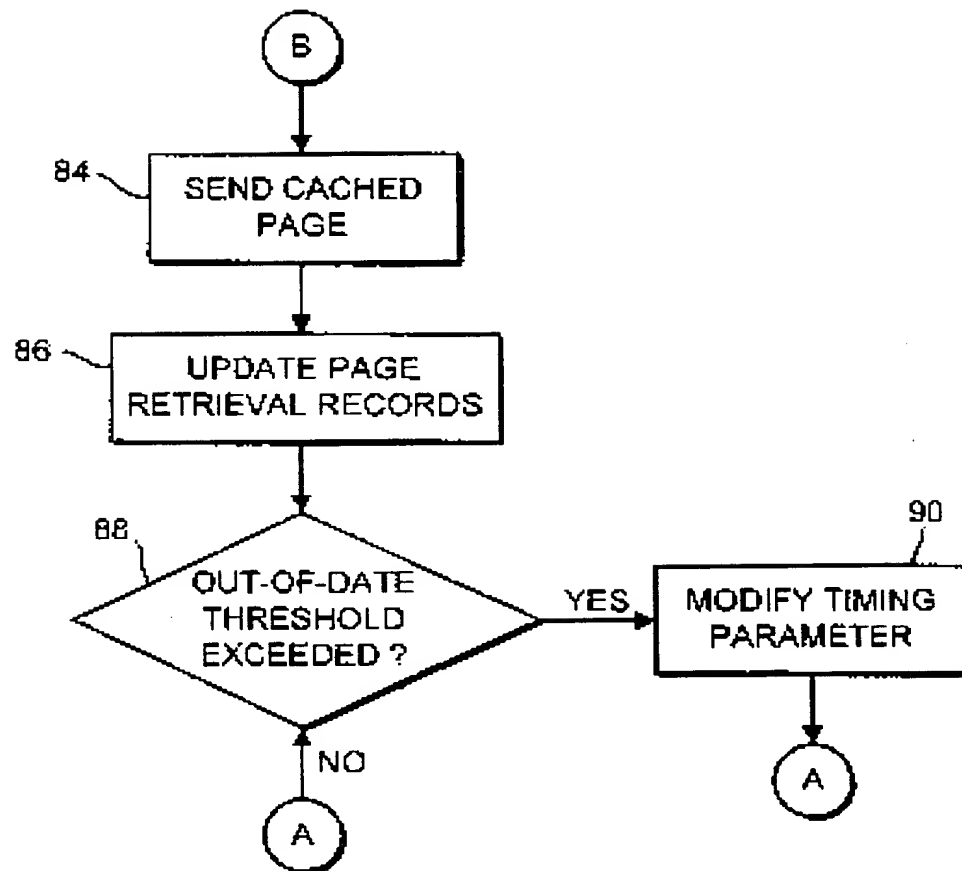 B
84
SEND CACHED
PAGE
86
UPDATE PAGE
RETRIEVAL RECORDS
88
OUT-OF-DATE
THRESHOLD
EXCEEDED ?
YES
90
MODIFY TIMING
PARAMETER
NO
A
A